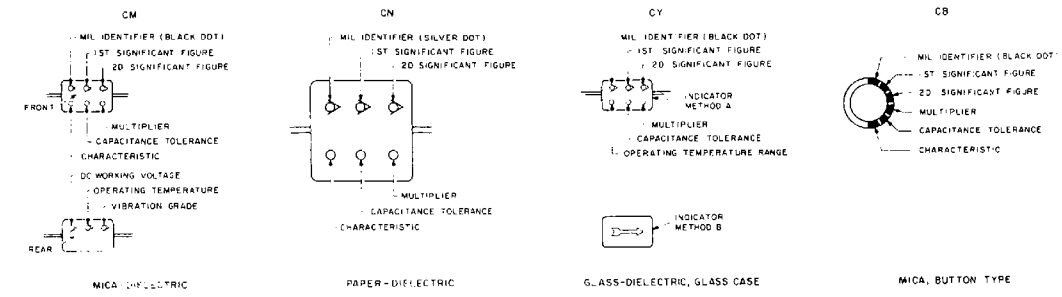 CM
MIL IDENTIFIER (BLACK DOT)
1ST SIGNIFICANT FIGURE
2D SIGNIFICANT FIGURE
FRONT
MULTIPLIER
CAPACITANCE TOLERANCE
CHARACTERISTIC
DC WORKING VOLTAGE
OPERATING TEMPERATURE
VIBRATION GRADE
REAR
MICA-DIELECTRIC
CN
MIL IDENTIFIER (SILVER DOT)
1ST SIGNIFICANT FIGURE
2D SIGNIFICANT FIGURE
MULTIPLIER
CAPACITANCE TOLERANCE
CHARACTERISTIC
PAPER-DIELECTRIC
CY
MIL IDENTIFIER (BLACK DOT)
1ST SIGNIFICANT FIGURE
2D SIGNIFICANT FIGURE
INDICATOR
METHOD A
MULTIPLIER
CAPACITANCE TOLERANCE
OPERATING TEMPERATURE RANGE
INDICATOR
METHOD B
GLASS-DIELECTRIC, GLASS CASE
CB
MIL IDENTIFIER (BLACK DOT)
1ST SIGNIFICANT FIGURE
2D SIGNIFICANT FIGURE
MULTIPLIER
CAPACITANCE TOLERANCE
CHARACTERISTIC
MICA, BUTTON TYPE